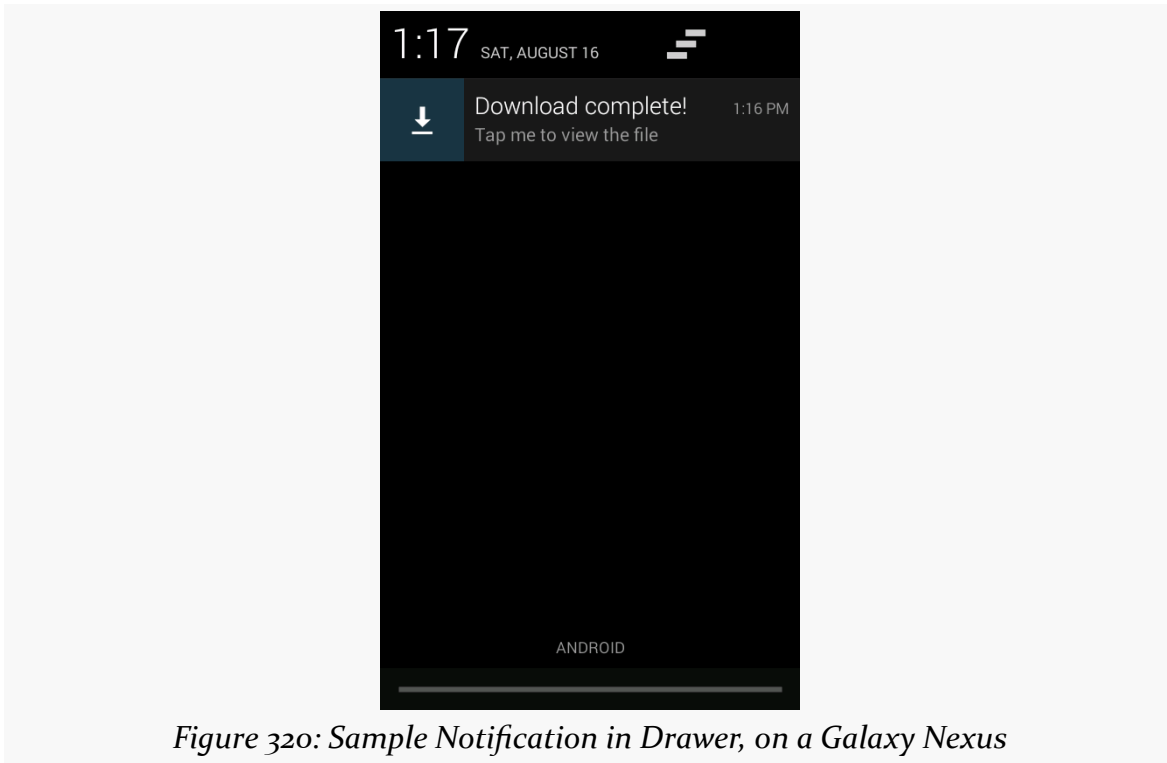 1:17 SAT, AUGUST 16
Download complete! 1:16 PM
Tap me to view the file
ANDROID
Figure 320: Sample Notification in Drawer, on a Galaxy Nexus